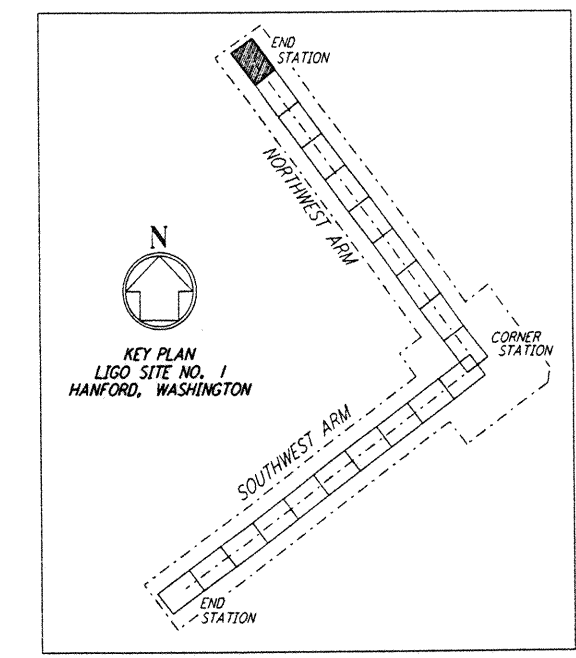 END
STATION
NORTHWEST ARM
N
KEY PLAN
LIGO SITE NO. 1
HANFORD, WASHINGTON
CORNER
STATION
SOUTHWEST ARM
END
STATION